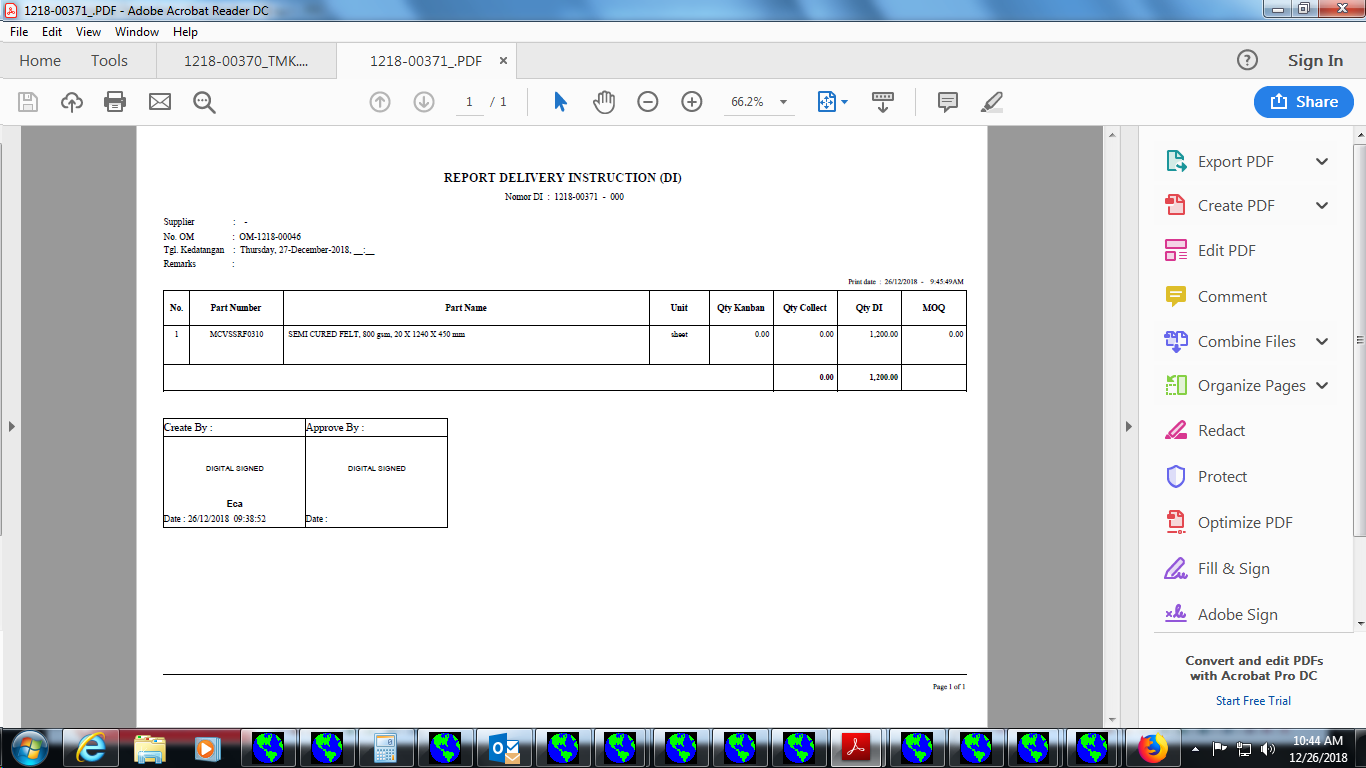 1218-00371_.PDF - Adobe Acrobat Reader DC
File Edit View Window Help
Home Tools 1218-00370_TMK.... 1218-00371_.PDF × ? Sign In
1 / 1 66.2% Share
REPORT DELIVERY INSTRUCTION (DI)
Nomor DI : 1218-00371 - 000
Supplier : -
No. OM : OM-1218-00046
Tgl. Kedatangan : Thursday, 27-December-2018, __:__
Remarks :
Print date : 26/12/2018 - 9:45:49AM
No. Part Number Part Name Unit Qty Kanban Qty Collect Qty DI MOQ
1 MCVSSRF0310 SEMI CURED FELT, 800 gsm, 20 X 1240 X 450 mm sheet 0.00 0.00 1,200.00 0.00
0.00 1,200.00
Create By : Approve By :
DIGITAL SIGNED DIGITAL SIGNED
Eca
Date : 26/12/2018 09:38:52 Date :
Page 1 of 1
Export PDF
Create PDF
Edit PDF
Comment
Combine Files
Organize Pages
Redact
Protect
Optimize PDF
Fill & Sign
Adobe Sign
Convert and edit PDFs
with Acrobat Pro DC
Start Free Trial
10:44 AM
12/26/2018